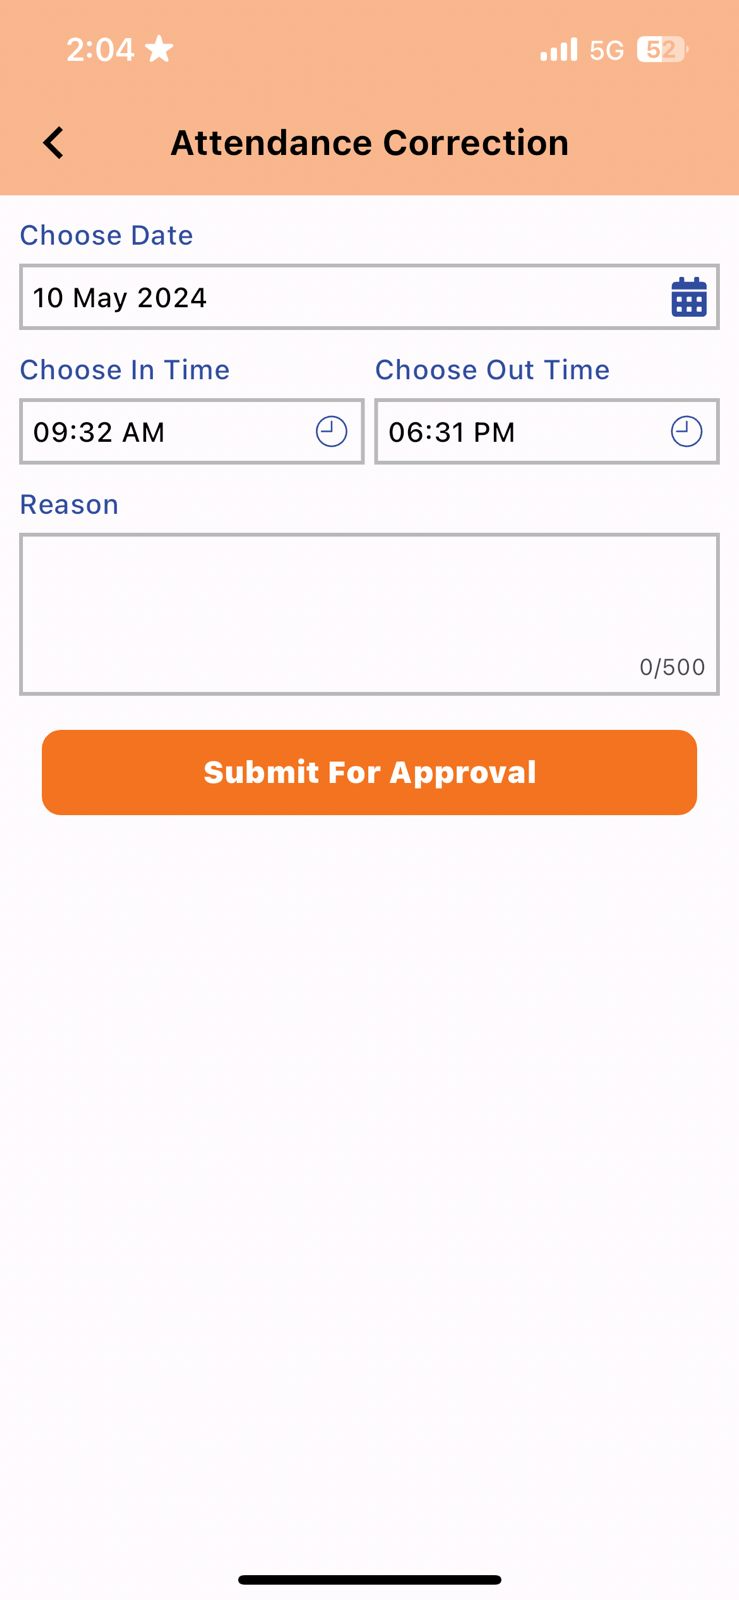 2:04 5G 52
Attendance Correction
Choose Date
10 May 2024
Choose In Time Choose Out Time
09:32 AM 06:31 PM
Reason
0/500
Submit For Approval